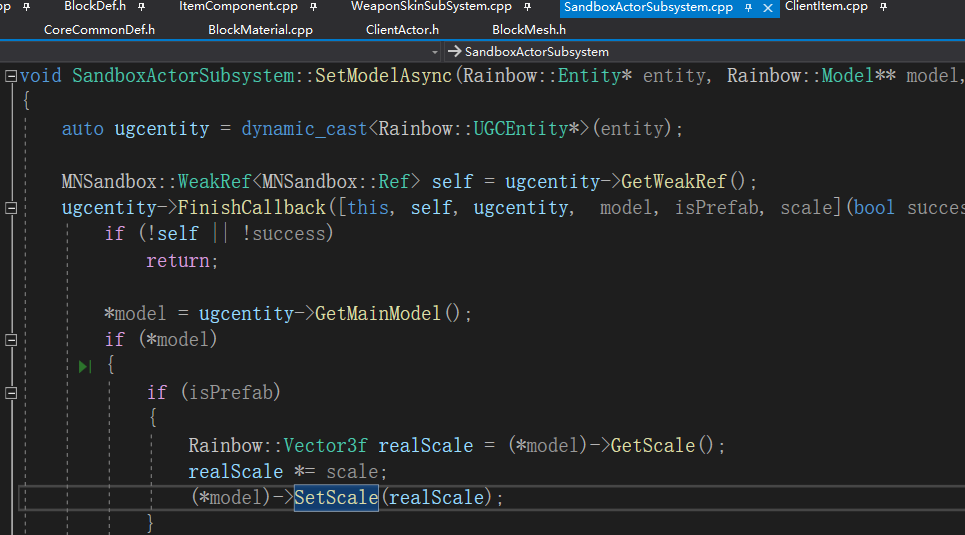 pp BlockDef.h ItemComponent.cpp WeaponSkinSubSystem.cpp SandboxActorSubsystem.cpp ClientItem.cpp
CoreCommonDef.h BlockMaterial.cpp ClientActor.h BlockMesh.h
SandboxActorSubsystem
void SandboxActorSubsystem::SetModelAsync(Rainbow::Entity* entity, Rainbow::Model** model,
{
auto ugcentity = dynamic_cast<Rainbow::UGCEntity*>(entity);
MNSandbox::WeakRef<MNSandbox::Ref> self = ugcentity->GetWeakRef();
ugcentity->FinishCallback([this, self, ugcentity, model, isPrefab, scale](bool succes
if (!self || !success)
return;
*model = ugcentity->GetMainModel();
if (*model)
{
if (isPrefab)
{
Rainbow::Vector3f realScale = (*model)->GetScale();
realScale *= scale;
(*model)->SetScale(realScale);
}